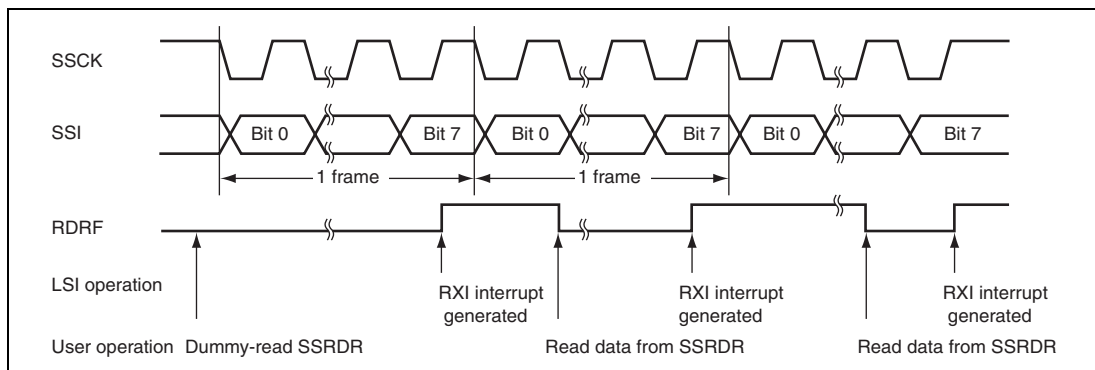 SSCK
SSI
Bit 0
Bit 7
Bit 0
Bit 7
Bit 0
Bit 7
1 frame
1 frame
RDRF
LSI operation
RXI interrupt
generated
RXI interrupt
generated
RXI interrupt
generated
User operation
Dummy-read SSRDR
Read data from SSRDR
Read data from SSRDR